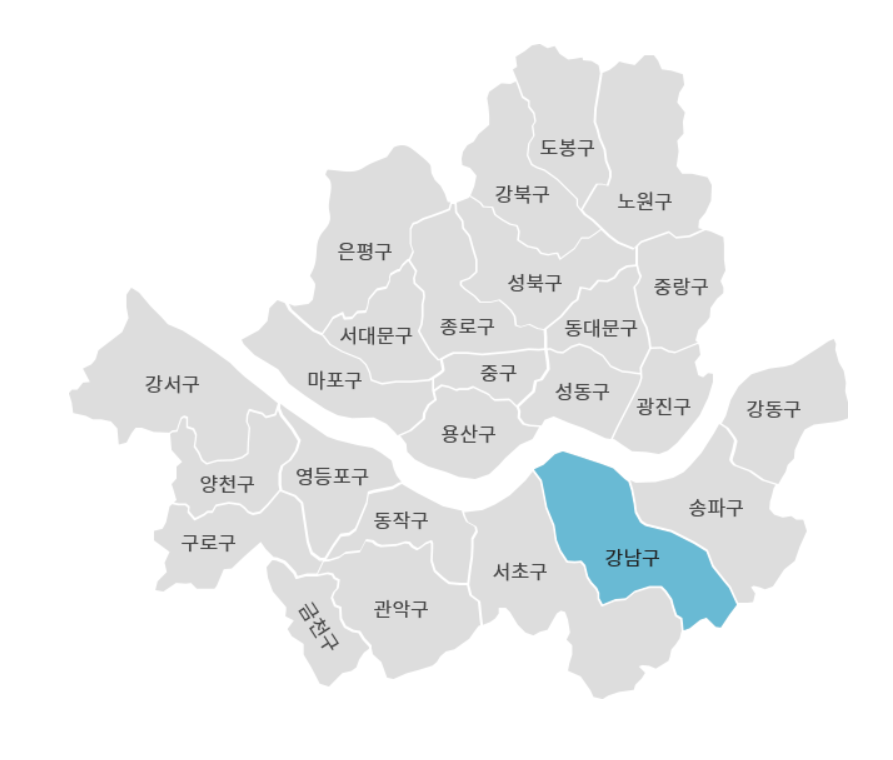 도봉구
강북구
노원구
은평구
성북구
중랑구
서대문구
종로구
동대문구
강서구
마포구
중구
성동구
광진구
강동구
용산구
양천구
영등포구
동작구
송파구
구로구
서초구
강남구
금천구
관악구